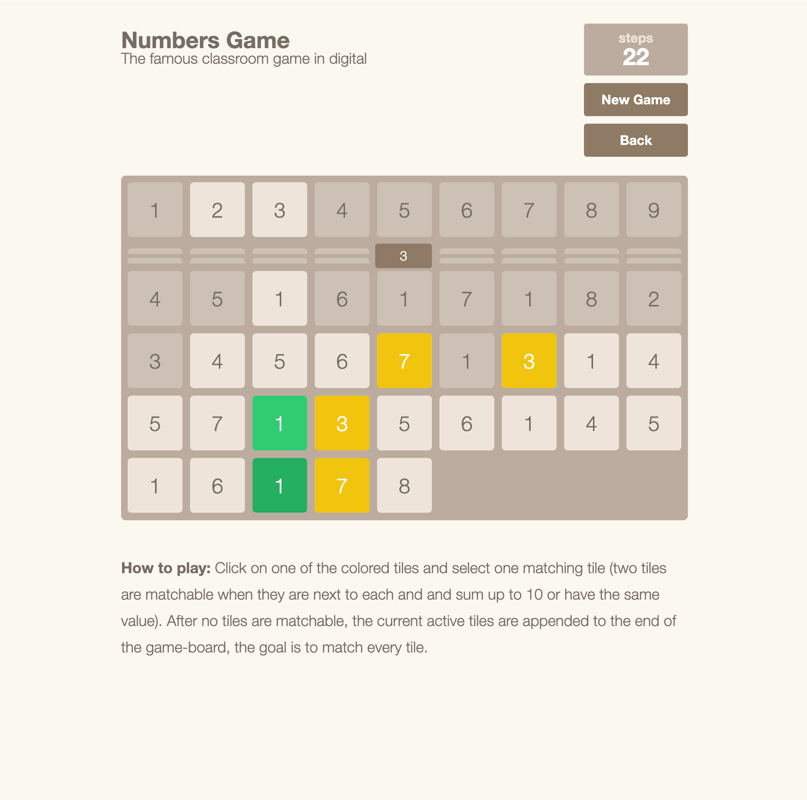 Numbers Game
The famous classroom game in digital
steps
22
New Game
Back
1 2 3 4 5 6 7 8 9
3
4 5 1 6 1 7 1 8 2
3 4 5 6 7 1 3 1 4
5 7 1 3 5 6 1 4 5
1 6 1 7 8
How to play: Click on one of the colored tiles and select one matching tile (two tiles
are matchable when they are next to each and and sum up to 10 or have the same
value). After no tiles are matchable, the current active tiles are appended to the end of
the game-board, the goal is to match every tile.